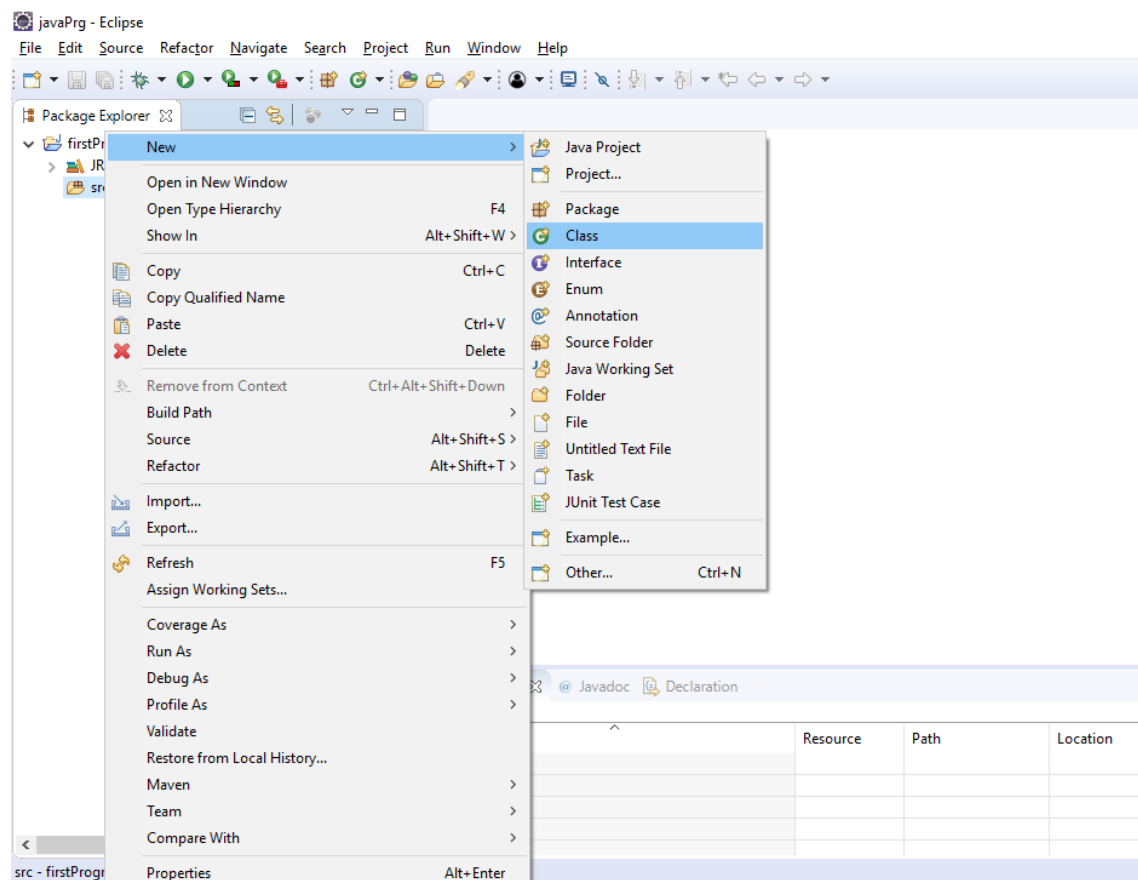 javaPrg - Eclipse
File Edit Source Refactor Navigate Search Project Run Window Help
Package Explorer
firstPr
JR
src
New
Open in New Window
Open Type Hierarchy F4
Show In Alt+Shift+W >
Copy Ctrl+C
Copy Qualified Name
Paste Ctrl+V
Delete Delete
Remove from Context Ctrl+Alt+Shift+Down
Build Path >
Source Alt+Shift+S >
Refactor Alt+Shift+T >
Import...
Export...
Refresh F5
Assign Working Sets...
Coverage As >
Run As >
Debug As >
Profile As >
Validate
Restore from Local History...
Maven >
Team >
Compare With >
Properties Alt+Enter
Java Project
Project...
Package
Class
Interface
Enum
Annotation
Source Folder
Java Working Set
Folder
File
Untitled Text File
Task
JUnit Test Case
Example...
Other... Ctrl+N
@ Javadoc Declaration
Resource Path Location
src - firstProgr